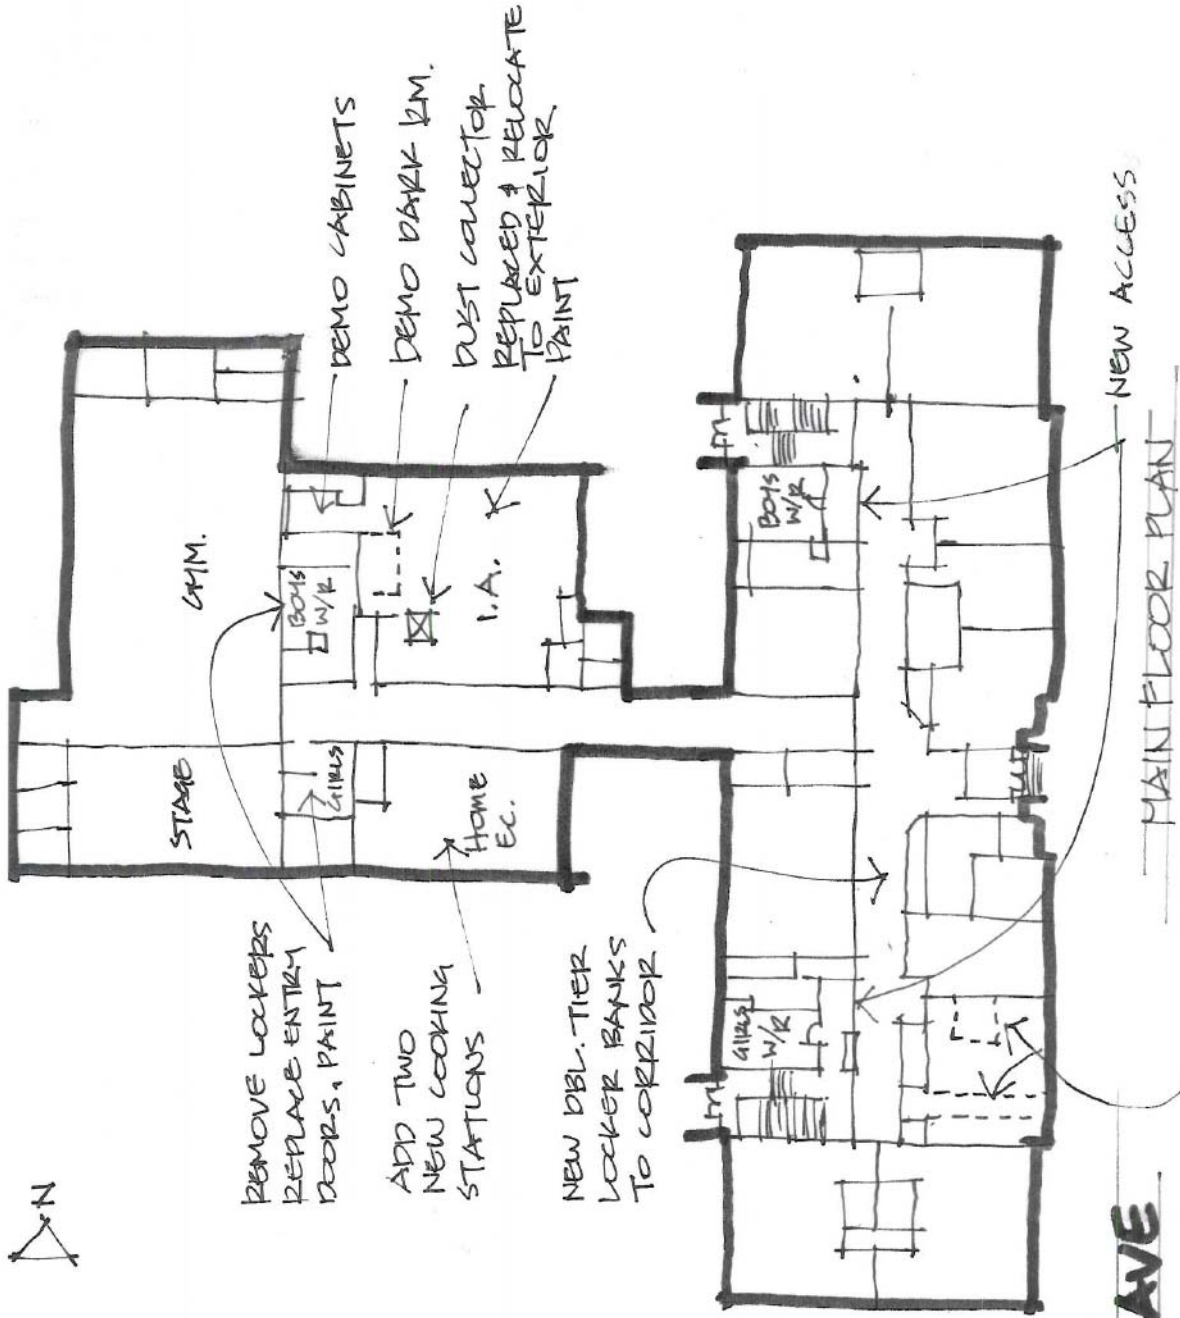 N
REMOVE LOCKERS
REPLACE ENTRY
DOORS, PAINT
ADD TWO
NEW COOKING
STATIONS
NEW DBL. TIER
LOCKER BANKS
TO CORRIDOR
STAGE
GYM.
GIRLS
BOYS
W/R
HOME
EC.
I.A.
DEMO CABINETS
DEMO DARK RM.
DUST COLLECTOR
REPLACED & RELOCATE
TO EXTERIOR
PAINT
GIRLS
W/R
BOYS
W/R
NEW ACCESS
MAIN FLOOR PLAN
AVE